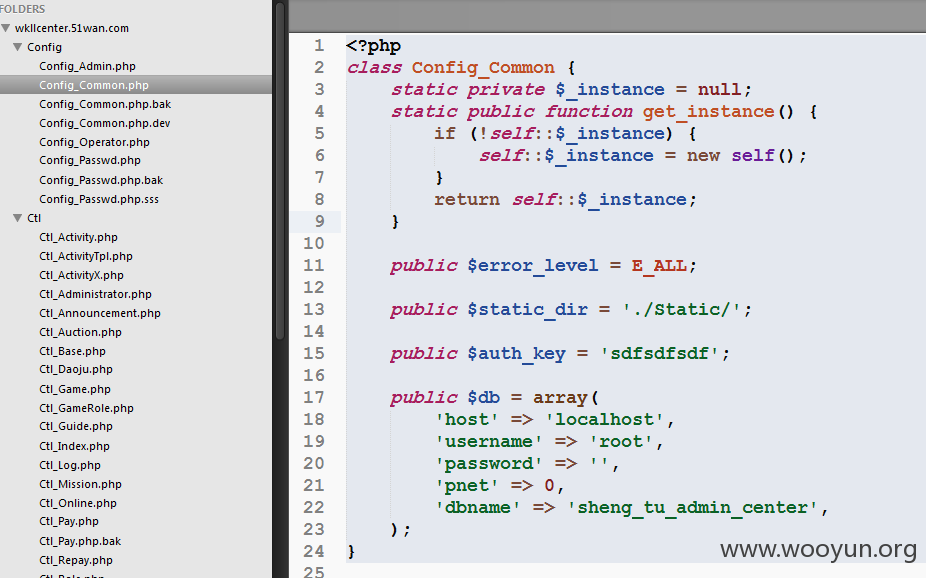 FOLDERS
wkllcenter.51wan.com
Config
Config_Admin.php
Config_Common.php
Config_Common.php.bak
Config_Common.php.dev
Config_Operator.php
Config_Passwd.php
Config_Passwd.php.bak
Config_Passwd.php.sss
Ctl
Ctl_Activity.php
Ctl_ActivityTpl.php
Ctl_ActivityX.php
Ctl_Administrator.php
Ctl_Announcement.php
Ctl_Auction.php
Ctl_Base.php
Ctl_Daoju.php
Ctl_Game.php
Ctl_GameRole.php
Ctl_Guide.php
Ctl_Index.php
Ctl_Log.php
Ctl_Mission.php
Ctl_Online.php
Ctl_Pay.php
Ctl_Pay.php.bak
Ctl_Repay.php
Ctl_Role.php
1 <?php
2 class Config_Common {
3 static private $_instance = null;
4 static public function get_instance() {
5 if (!self::$_instance) {
6 self::$_instance = new self();
7 }
8 return self::$_instance;
9 }
10
11 public $error_level = E_ALL;
12
13 public $static_dir = './Static/';
14
15 public $auth_key = 'sdfsdfsdf';
16
17 public $db = array(
18 'host' => 'localhost',
19 'username' => 'root',
20 'password' => '',
21 'pnet' => 0,
22 'dbname' => 'sheng_tu_admin_center',
23 );
24 }
25
www.wooyun.org